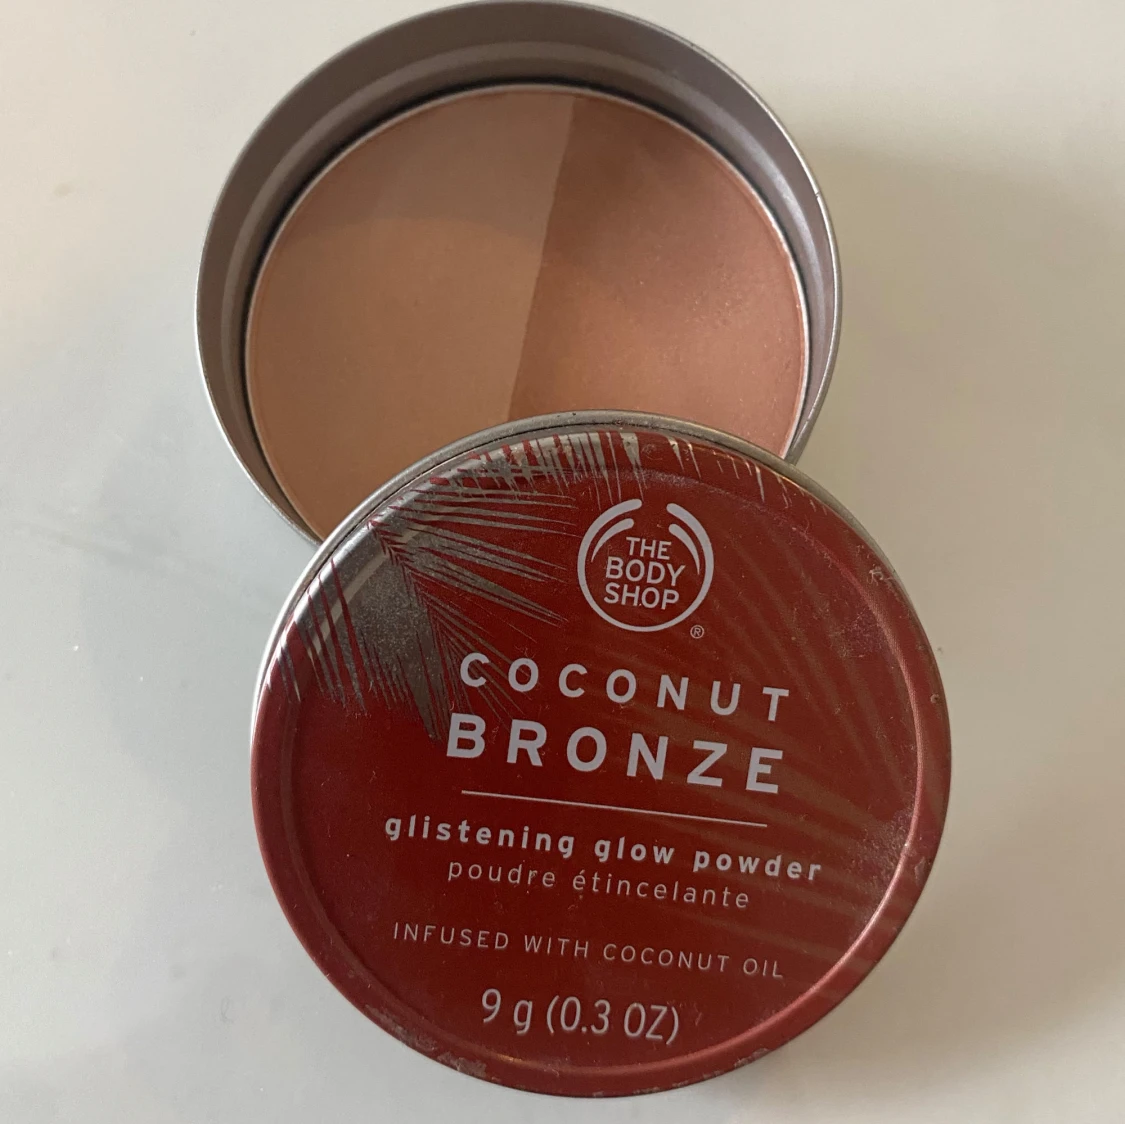 THE
BODY
SHOP
®
COCONUT
BRONZE
glistening glow powder
poudre étincelante
INFUSED WITH COCONUT OIL
9 g (0.3 OZ)